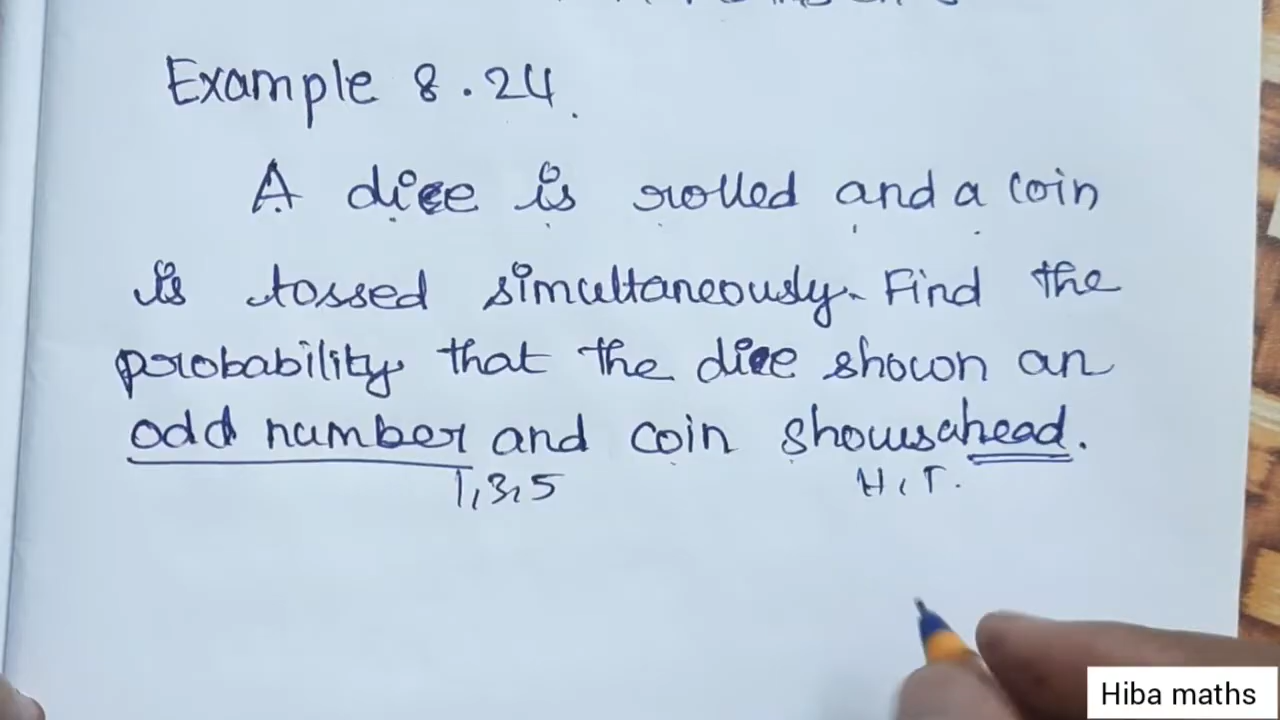 Example 8.24.
A dice is rolled and a coin
is tossed simultaneously. Find the
probability that the dice shown an
odd number and coin shows a head.
1,3,5 H, T.
Hiba maths